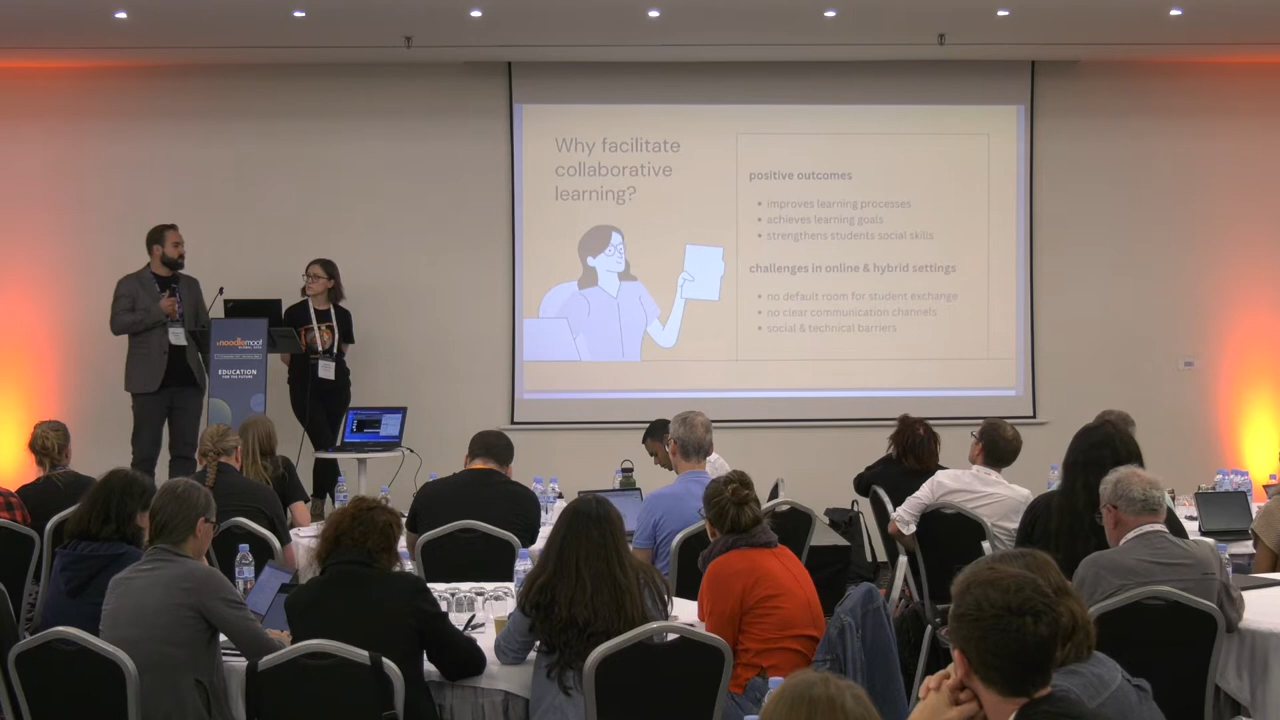 Why facilitate
collaborative
learning?
positive outcomes
improves learning processes
achieves learning goals
strengthens students social skills
challenges in online & hybrid settings
no default room for student exchange
no clear communication channels
social & technical barriers
noodlemoot
GLOBAL
EDUCATION
FOR THE FUTURE